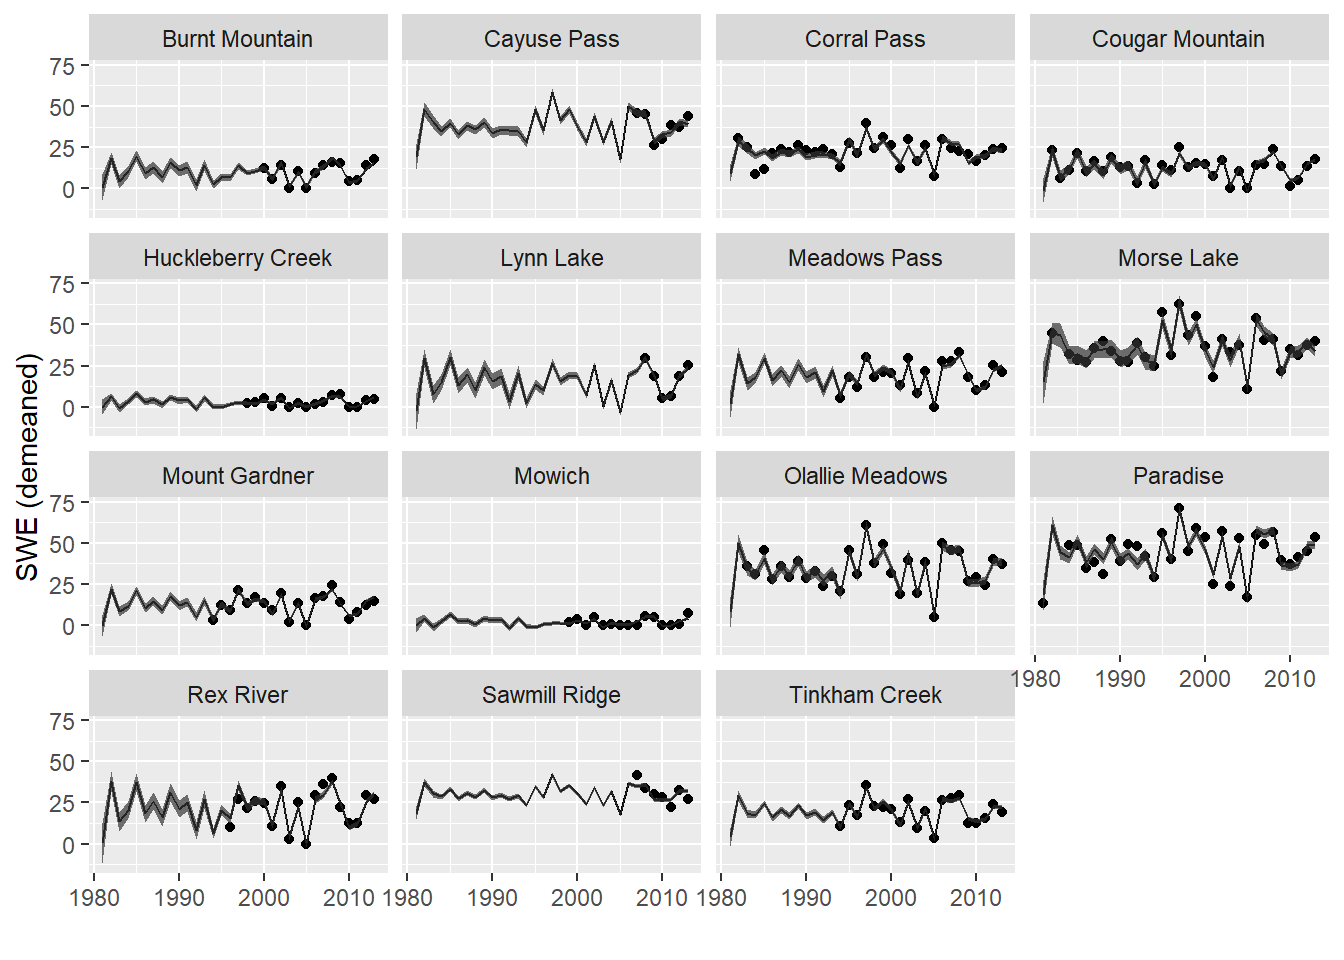 Burnt Mountain Cayuse Pass Corral Pass Cougar Mountain
75
50
25
0
Huckleberry Creek Lynn Lake Meadows Pass Morse Lake
75
50
25
0
SWE (demeaned)
Mount Gardner Mowich Olallie Meadows Paradise
75
50
25
0
1980 1990 2000 2010
Rex River Sawmill Ridge Tinkham Creek
75
50
25
0
1980 1990 2000 2010 1980 1990 2000 2010 1980 1990 2000 2010